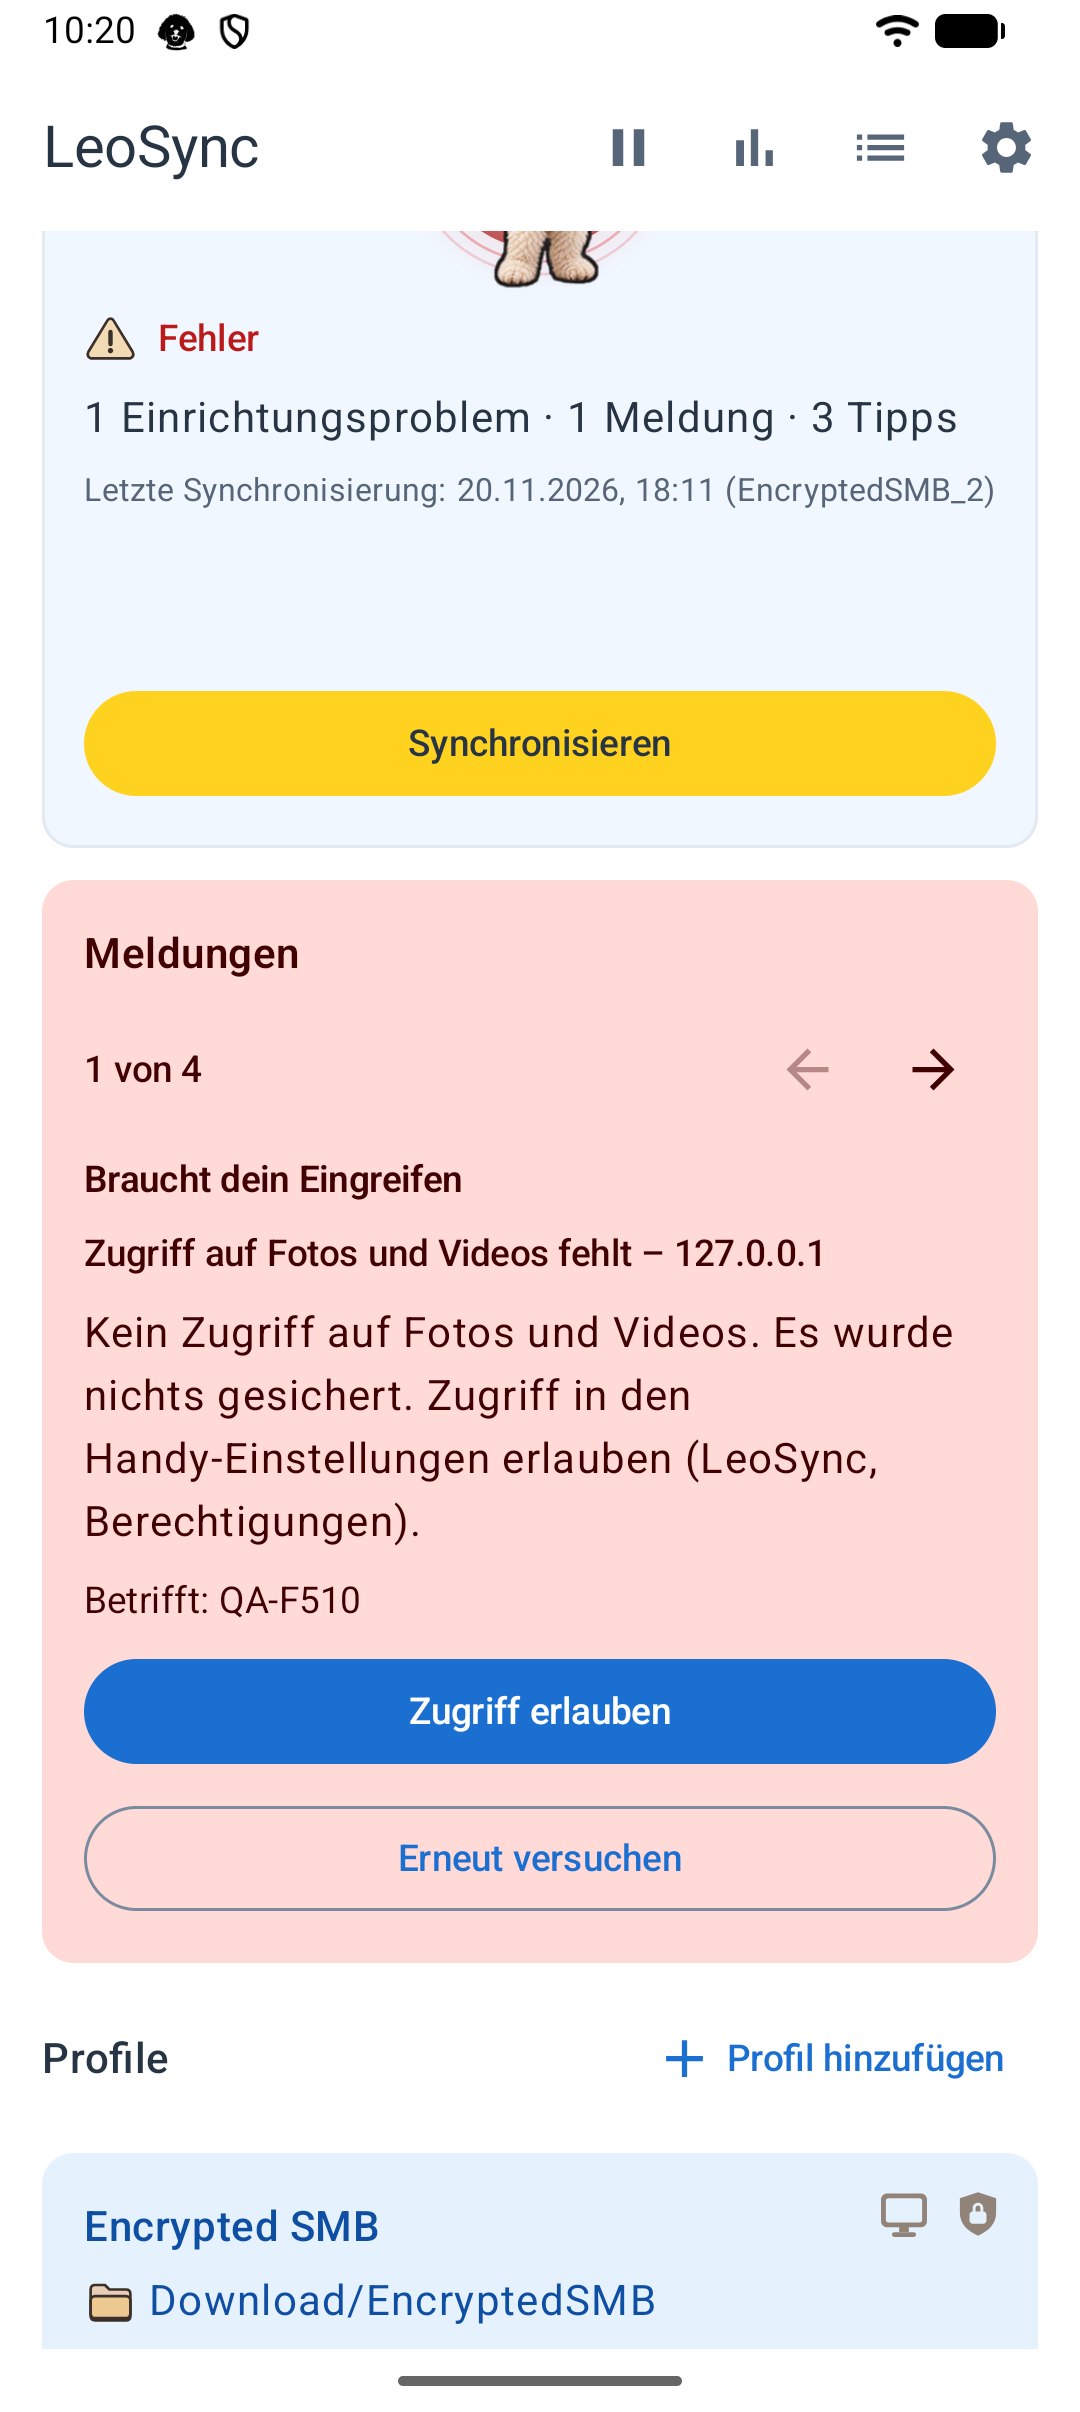 10:20
LeoSync
Fehler
1 Einrichtungsproblem · 1 Meldung · 3 Tipps
Letzte Synchronisierung: 20.11.2026, 18:11 (EncryptedSMB_2)
Synchronisieren
Meldungen
1 von 4
Braucht dein Eingreifen
Zugriff auf Fotos und Videos fehlt – 127.0.0.1
Kein Zugriff auf Fotos und Videos. Es wurde
nichts gesichert. Zugriff in den
Handy-Einstellungen erlauben (LeoSync,
Berechtigungen).
Betrifft: QA-F510
Zugriff erlauben
Erneut versuchen
Profile
Profil hinzufügen
Encrypted SMB
Download/EncryptedSMB